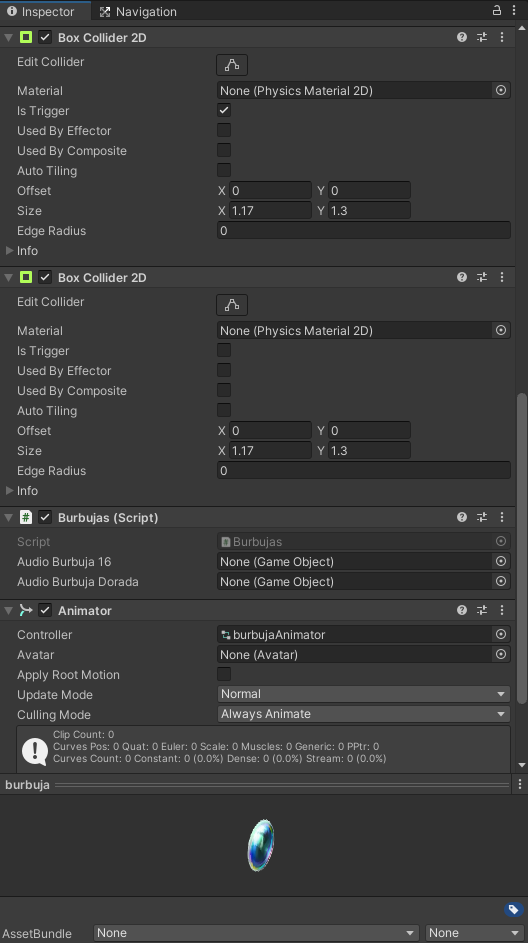 Inspector Navigation
Box Collider 2D
Edit Collider
Material None (Physics Material 2D)
Is Trigger
Used By Effector
Used By Composite
Auto Tiling
Offset X 0 Y 0
Size X 1.17 Y 1.3
Edge Radius 0
Info
Box Collider 2D
Edit Collider
Material None (Physics Material 2D)
Is Trigger
Used By Effector
Used By Composite
Auto Tiling
Offset X 0 Y 0
Size X 1.17 Y 1.3
Edge Radius 0
Info
# Burbujas (Script)
Script Burbujas
Audio Burbuja 16 None (Game Object)
Audio Burbuja Dorada None (Game Object)
Animator
Controller burbujaAnimator
Avatar None (Avatar)
Apply Root Motion
Update Mode Normal
Culling Mode Always Animate
Clip Count: 0
Curves Pos: 0 Quat: 0 Euler: 0 Scale: 0 Muscles: 0 Generic: 0 PPtr: 0
Curves Count: 0 Constant: 0 (0.0%) Dense: 0 (0.0%) Stream: 0 (0.0%)
burbuja
AssetBundle None None